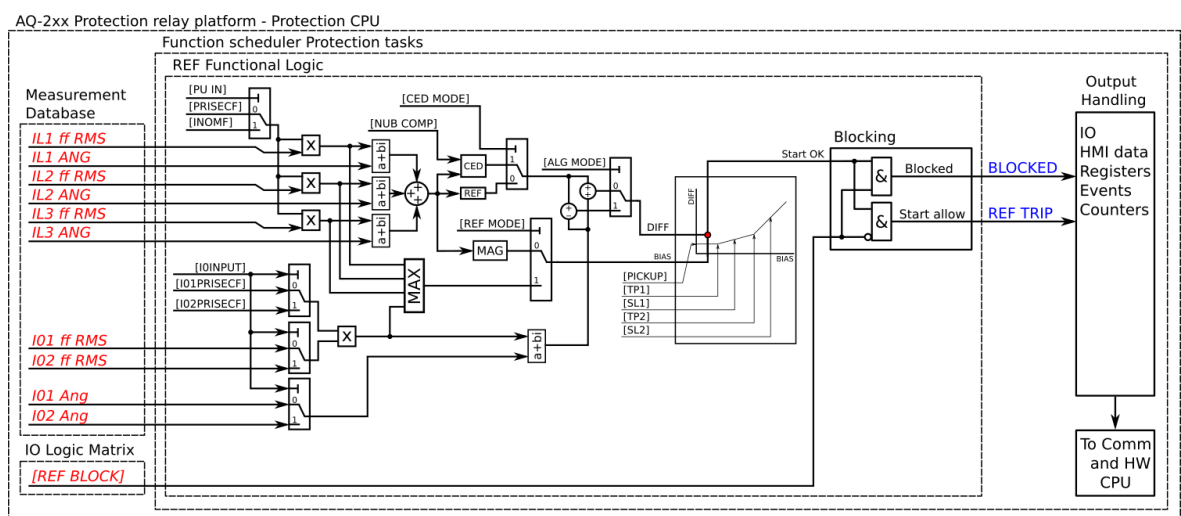 AQ-2xx Protection relay platform - Protection CPU
Function scheduler Protection tasks
REF Functional Logic
Measurement
Database
IL1 ff RMS
IL1 ANG
IL2 ff RMS
IL2 ANG
IL3 ff RMS
IL3 ANG
I01 ff RMS
I02 ff RMS
I01 Ang
I02 Ang
IO Logic Matrix
[REF BLOCK]
[PU IN]
[PRISECF]
[INOMF]
0
1
X
X
X
a+bi
a+bi
a+bi
+
+
+
[NUB COMP]
[CED MODE]
CED
REF
1
0
[ALG MODE]
0
1
+
±
+
±
[REF MODE]
MAG
0
1
MAX
[I0INPUT]
[I01PRISECF]
[I02PRISECF]
0
1
0
1
X
0
1
a+bi
DIFF
BIAS
DIFF
BIAS
[PICKUP]
[TP1]
[SL1]
[TP2]
[SL2]
Start OK
Blocking
&
Blocked
&
Start allow
BLOCKED
REF TRIP
Output
Handling
IO
HMI data
Registers
Events
Counters
To Comm
and HW
CPU